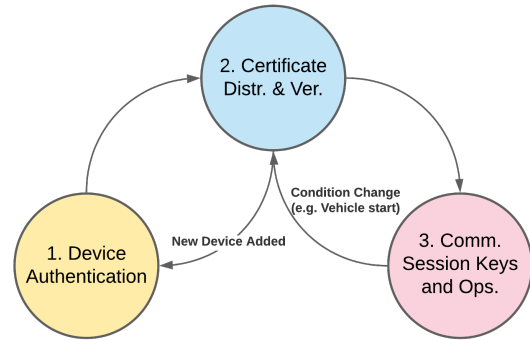 2. Certificate
Distr. & Ver.
Condition Change
(e.g. Vehicle start)
New Device Added
1. Device
Authentication
3. Comm.
Session Keys
and Ops.